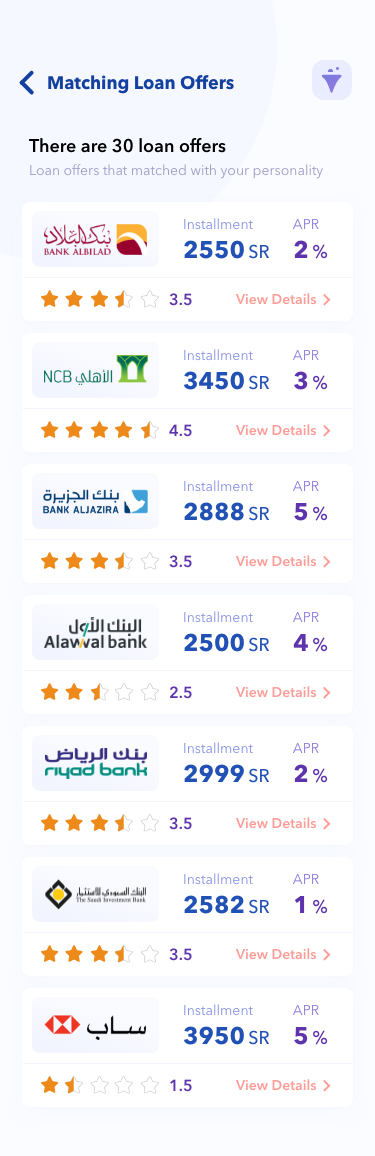 Matching Loan Offers
There are 30 loan offers
Loan offers that matched with your personality
بنك البلاد
BANK ALBILAD
Installment
APR
2550 SR
2 %
3.5
View Details
NCB الأهلي
Installment
APR
3450 SR
3 %
4.5
View Details
بنك الجزيرة
BANK ALJAZIRA
Installment
APR
2888 SR
5 %
3.5
View Details
البنك الأول
Alawwal bank
Installment
APR
2500 SR
4 %
2.5
View Details
بنك الرياض
riyad bank
Installment
APR
2999 SR
2 %
3.5
View Details
البنك السعودي للاستثمار
The Saudi Investment Bank
Installment
APR
2582 SR
1 %
3.5
View Details
ساب
Installment
APR
3950 SR
5 %
1.5
View Details